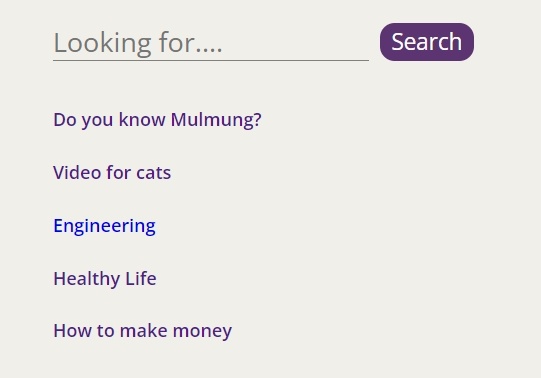 Looking for....
Search
Do you know Mulmung?
Video for cats
Engineering
Healthy Life
How to make money